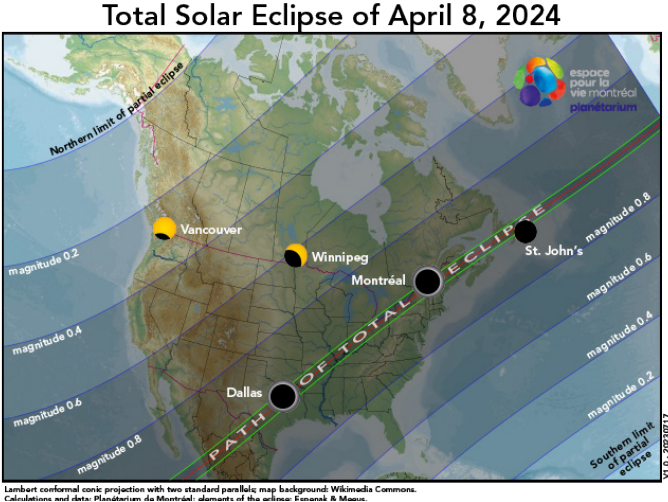 Total Solar Eclipse of April 8, 2024
Northern limit of partial eclipse
espace
pour la
vie montréal
planétarium
Vancouver
Winnipeg
Montréal
St. John's
Dallas
PATH OF TOTAL ECLIPSE
magnitude 0.2
magnitude 0.4
magnitude 0.6
magnitude 0.8
magnitude 0.8
magnitude 0.6
magnitude 0.4
magnitude 0.2
Southern limit
of partial
eclipse
Lambert conformal conic projection with two standard parallels; map background: Wikimedia Commons.
Calculations and data: Planétarium de Montréal; elements of the eclipse: Espenak & Meeus.